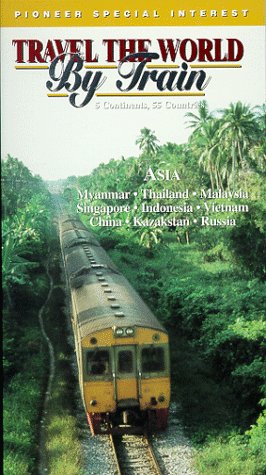 PIONEER SPECIAL INTEREST
TRAVEL THE WORLD
By Train
5 Continents, 55 Countries
ASIA
Myanmar • Thailand • Malaysia
Singapore • Indonesia • Vietnam
China • Kazakstan • Russia